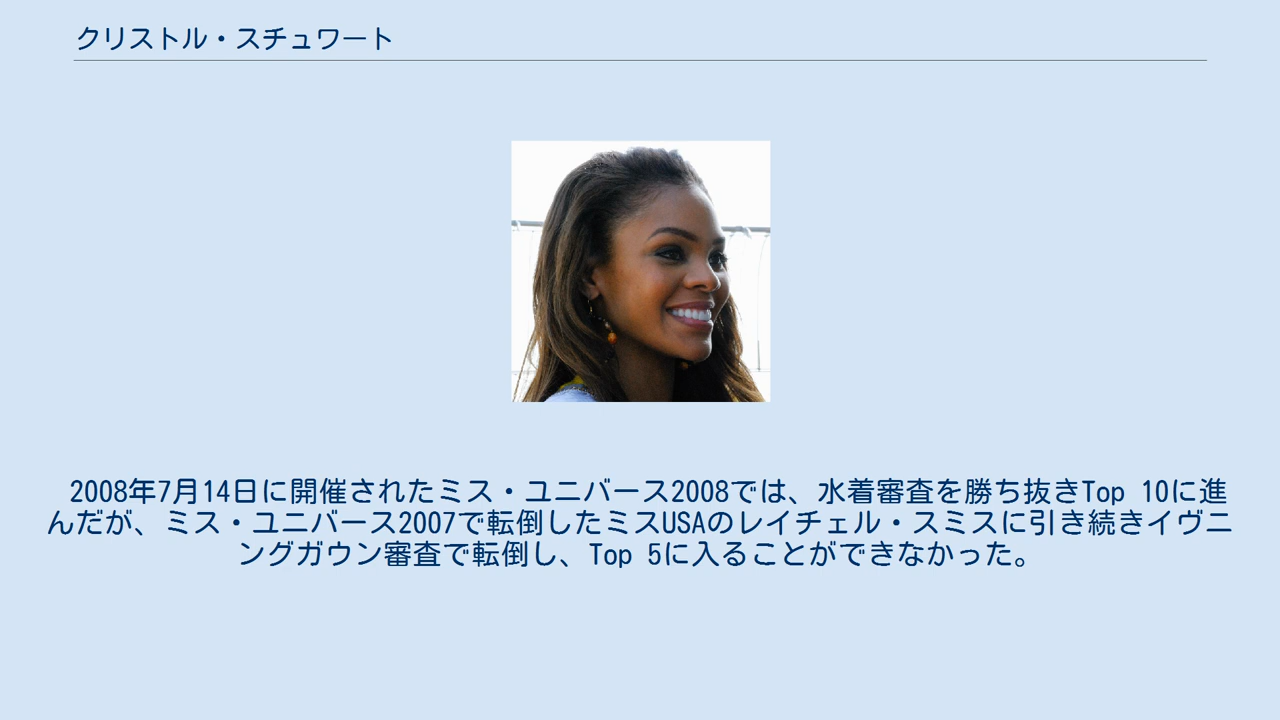 クリストル・スチュワート
2008年7月14日に開催されたミス・ユニバース2008では、水着審査を勝ち抜きTop 10に進
んだが、ミス・ユニバース2007で転倒したミスUSAのレイチェル・スミスに引き続きイヴニ
ングガウン審査で転倒し、Top 5に入ることができなかった。